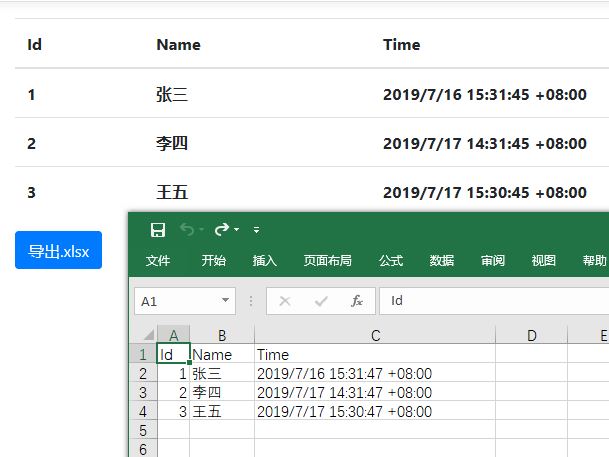 Id Name Time
1 张三 2019/7/16 15:31:45 +08:00
2 李四 2019/7/17 14:31:45 +08:00
3 王五 2019/7/17 15:30:45 +08:00
导出.xlsx
文件 开始 插入 页面布局 公式 数据 审阅 视图 帮助
A1 fx Id
A B C D E
1 Id Name Time
2 1 张三 2019/7/16 15:31:47 +08:00
3 2 李四 2019/7/17 14:31:47 +08:00
4 3 王五 2019/7/17 15:30:47 +08:00
5
6